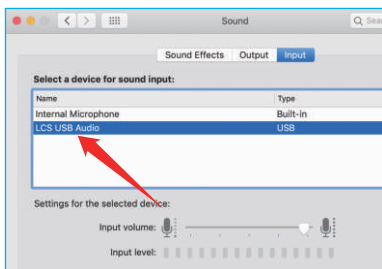 Sound
Sea
Sound Effects Output Input
Select a device for sound input:
Name Type
Internal Microphone Built-in
LCS USB Audio USB
Settings for the selected device:
Input volume:
Input level: